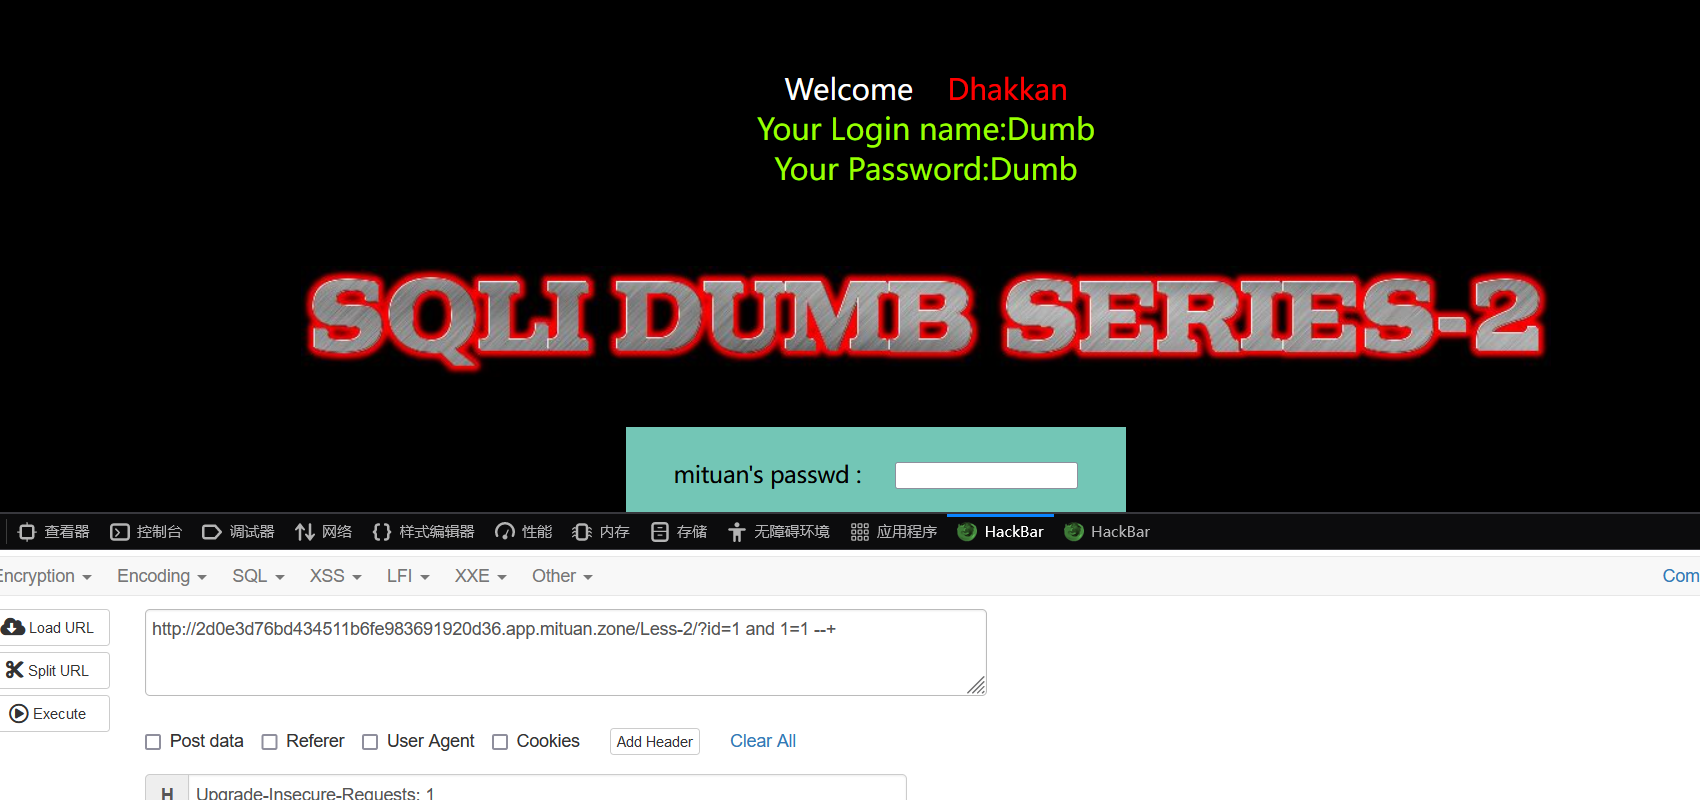 Welcome Dhakkan
Your Login name:Dumb
Your Password:Dumb
SQLI DUMB SERIES-2
mituan's passwd :
查看器 控制台 调试器 网络 样式编辑器 性能 内存 存储 无障碍环境 应用程序 HackBar HackBar
Encryption Encoding SQL XSS LFI XXE Other Com
Load URL
http://2d0e3d76bd434511b6fe983691920d36.app.mituan.zone/Less-2/?id=1 and 1=1 --+
Split URL
Execute
Post data Referer User Agent Cookies Add Header Clear All
H Upgrade-Insecure-Requests: 1